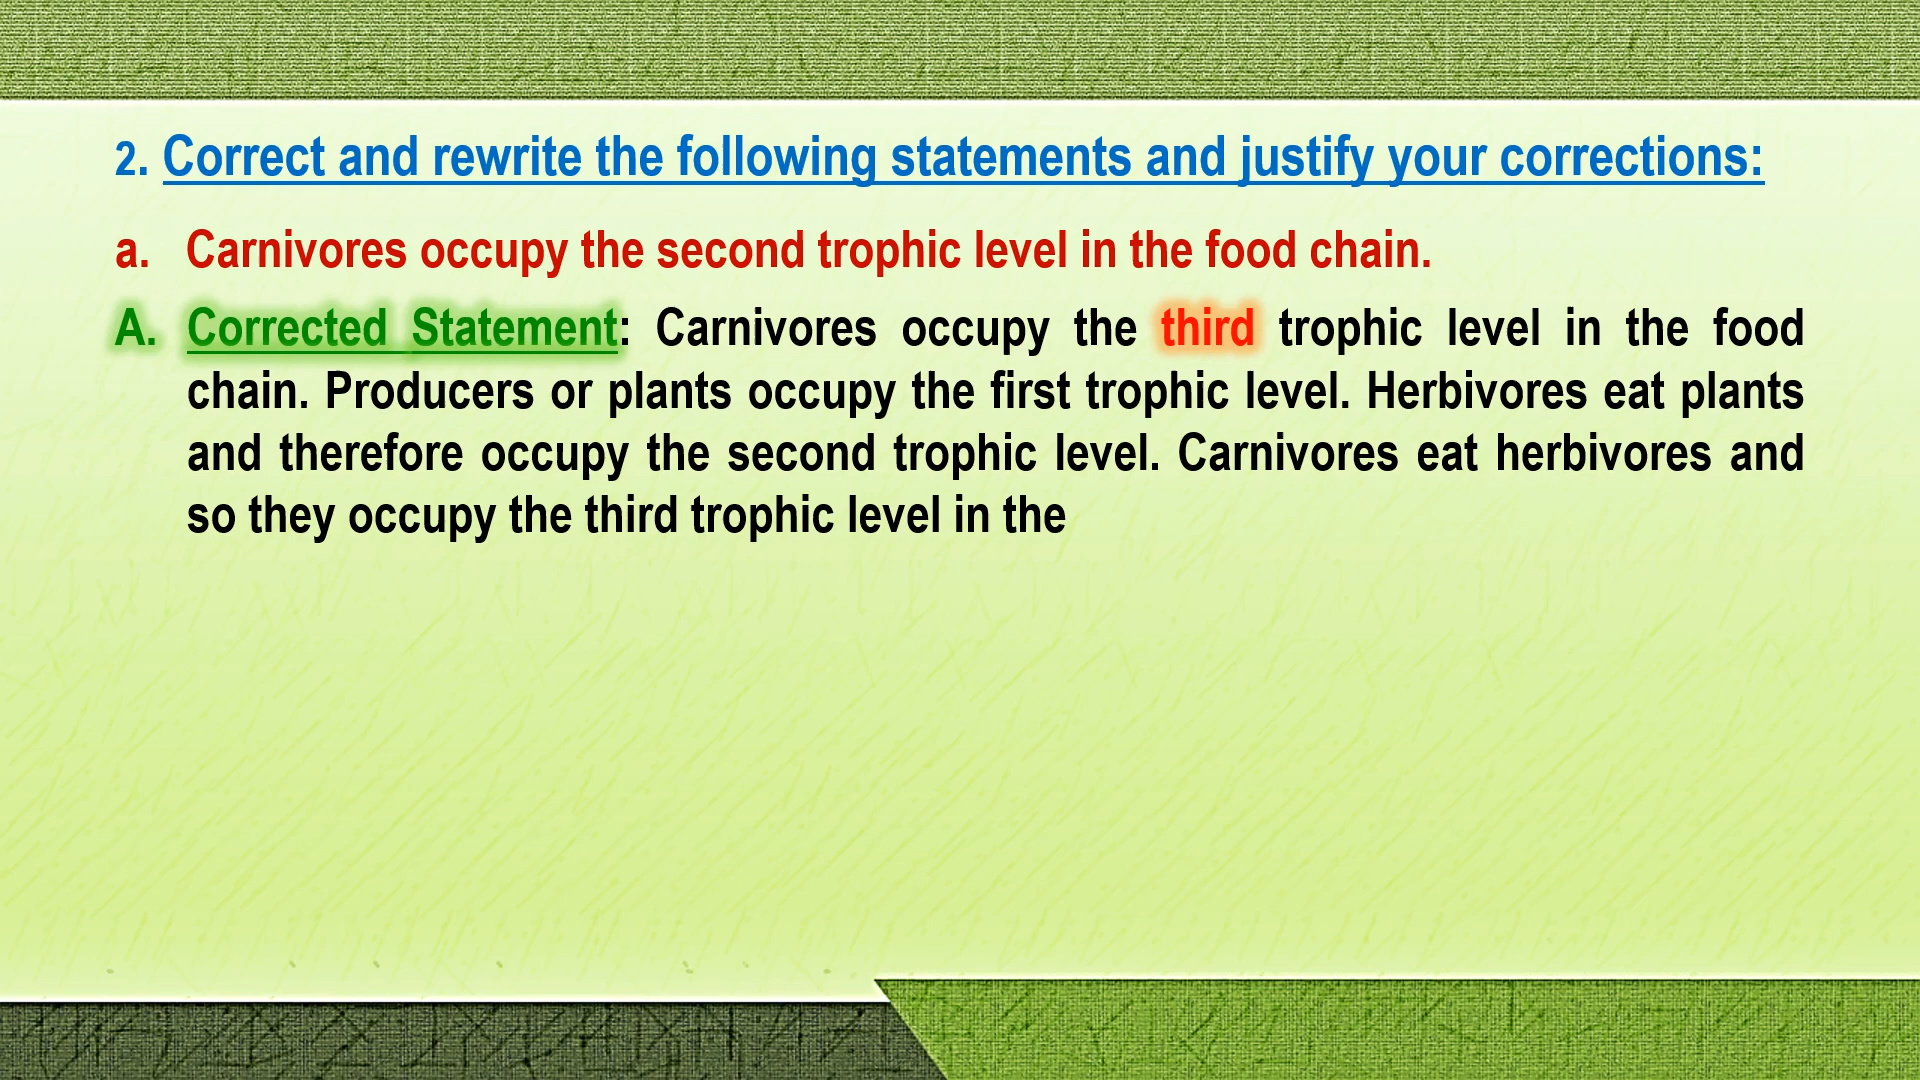 2. Correct and rewrite the following statements and justify your corrections:
a. Carnivores occupy the second trophic level in the food chain.
A. Corrected Statement: Carnivores occupy the third trophic level in the food
chain. Producers or plants occupy the first trophic level. Herbivores eat plants
and therefore occupy the second trophic level. Carnivores eat herbivores and
so they occupy the third trophic level in the